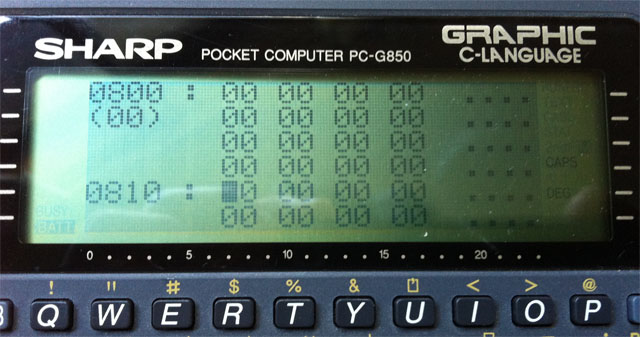 SHARP POCKET COMPUTER PC-G850 GRAPHIC
C-LANGUAGE
0800 : 00 00 00 00 ....
(00) 00 00 00 00 ....
00 00 00 00 ....
00 00 00 00 .... CAPS
0810 : 00 00 00 00 .... DEG
BUSY
BATT 00 00 00 00 ....
0 5 10 15 20
! " # $ % & < > @
Q W E R T Y U I O P